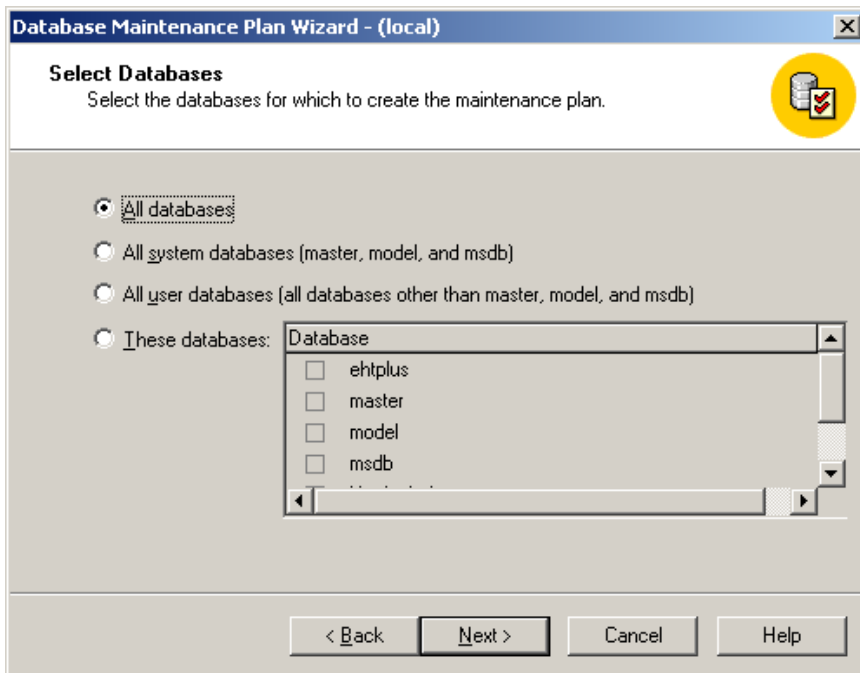 Database Maintenance Plan Wizard - (local)
Select Databases
Select the databases for which to create the maintenance plan.
All databases
All system databases (master, model, and msdb)
All user databases (all databases other than master, model, and msdb)
These databases:
Database
ehtplus
master
model
msdb
< Back
Next >
Cancel
Help